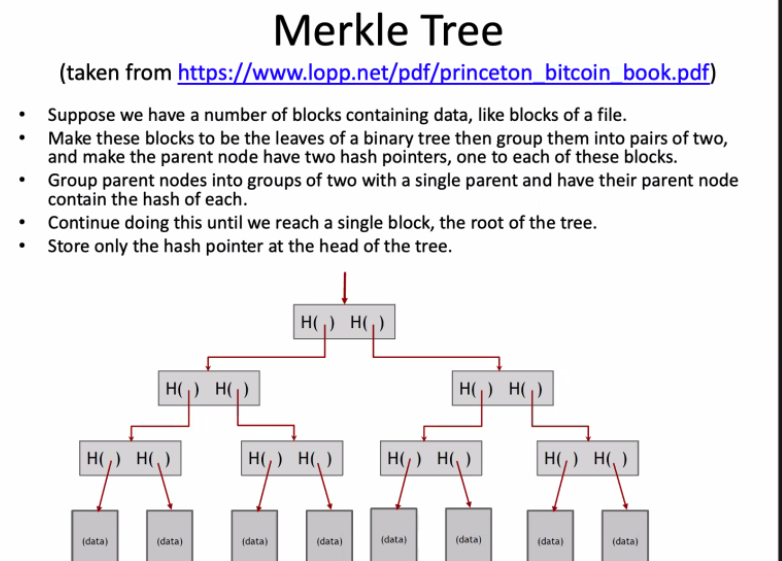 Merkle Tree
(taken from https://www.lopp.net/pdf/princeton_bitcoin_book.pdf)
• Suppose we have a number of blocks containing data, like blocks of a file.
• Make these blocks to be the leaves of a binary tree then group them into pairs of two,
and make the parent node have two hash pointers, one to each of these blocks.
• Group parent nodes into groups of two with a single parent and have their parent node
contain the hash of each.
• Continue doing this until we reach a single block, the root of the tree.
• Store only the hash pointer at the head of the tree.
H( ) H( )
H( ) H( ) H( ) H( )
H( ) H( ) H( ) H( ) H( ) H( ) H( ) H( )
(data) (data) (data) (data) (data) (data) (data) (data)